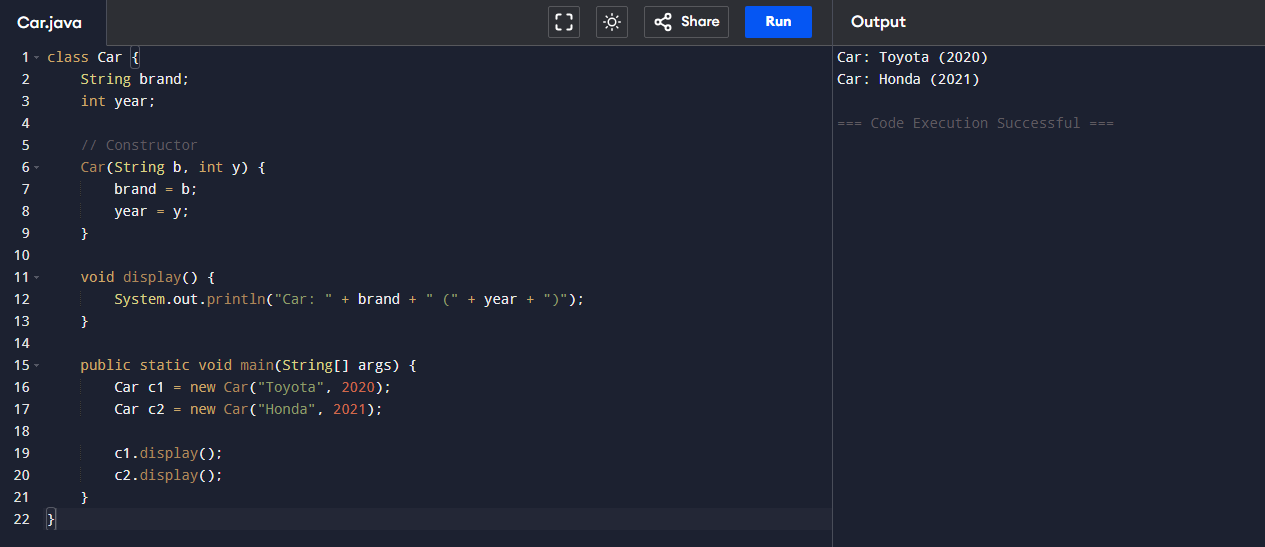 Car.java
Share
Run
Output
1 class Car {
2     String brand;
3     int year;
4
5     // Constructor
6     Car(String b, int y) {
7         brand = b;
8         year = y;
9     }
10
11     void display() {
12         System.out.println("Car: " + brand + " (" + year + ")");
13     }
14
15     public static void main(String[] args) {
16         Car c1 = new Car("Toyota", 2020);
17         Car c2 = new Car("Honda", 2021);
18
19         c1.display();
20         c2.display();
21     }
22 }
Car: Toyota (2020)
Car: Honda (2021)
=== Code Execution Successful ===